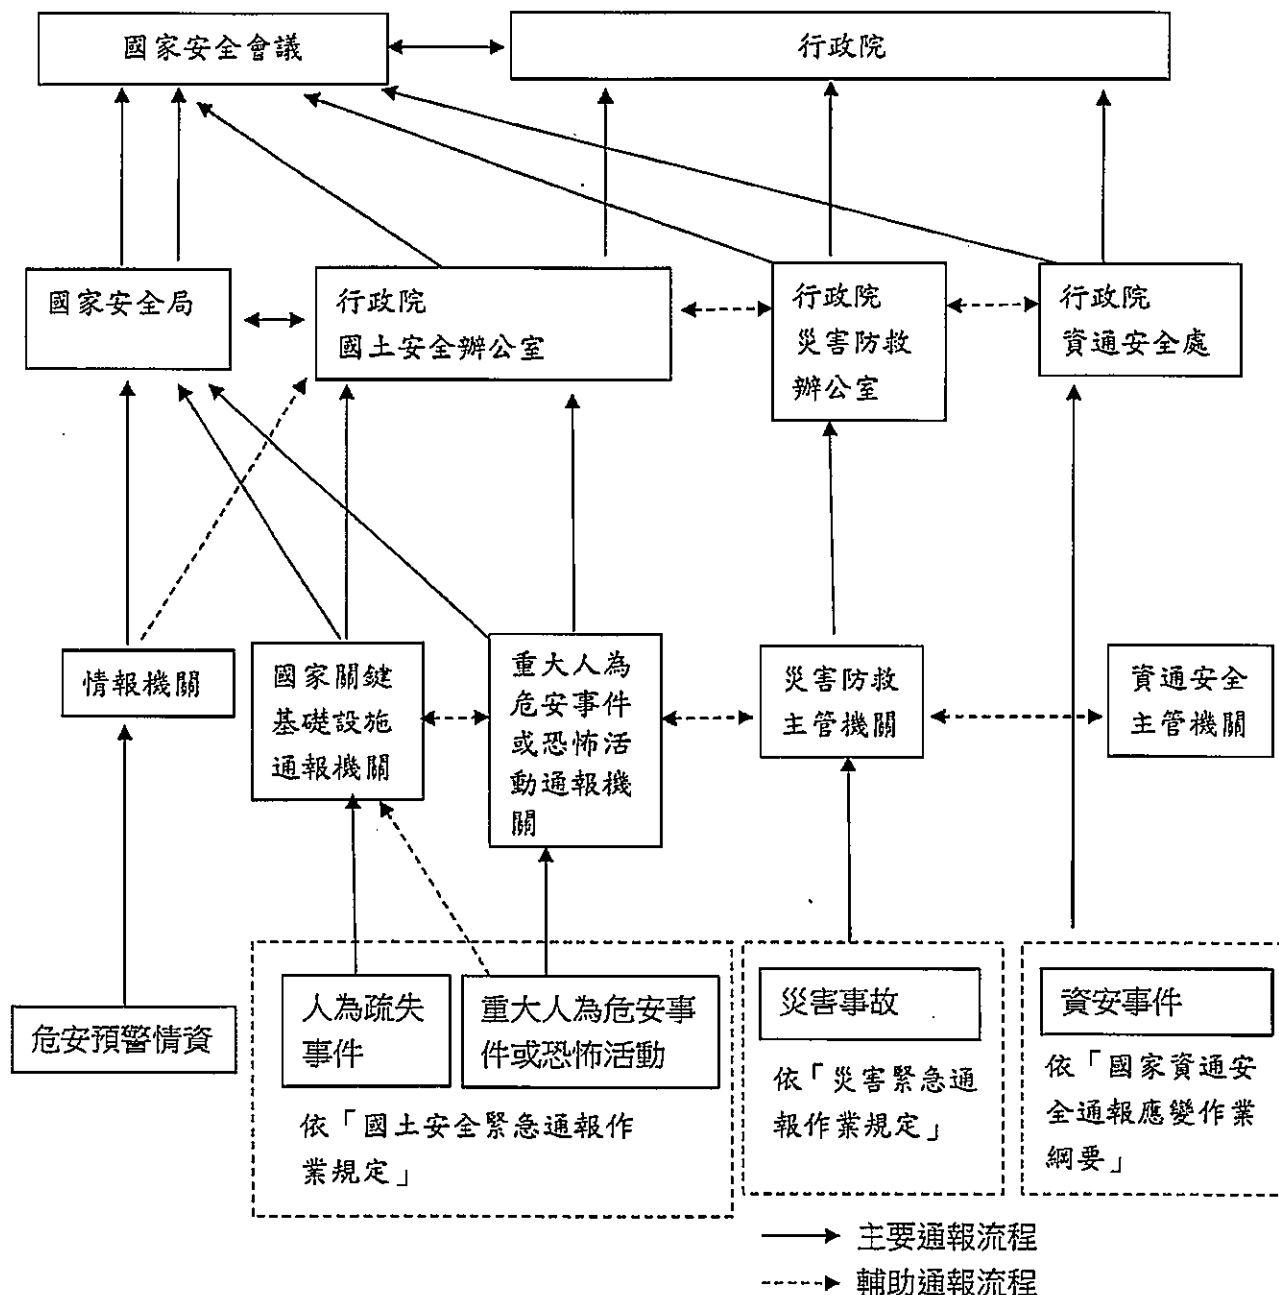 國家安全會議
行政院
國家安全局
行政院
國土安全辦公室
行政院
災害防救
辦公室
行政院
資通安全處
情報機關
國家關鍵
基礎設施
通報機關
重大人為
危安事件
或恐怖活
動通報機
關
災害防救
主管機關
資通安全
主管機關
危安預警情資
人為疏失
事件
重大人為危安事
件或恐怖活動
依「國土安全緊急通報作
業規定」
災害事故
依「災害緊急通
報作業規定」
資安事件
依「國家資通安
全通報應變作業
綱要」
主要通報流程
輔助通報流程